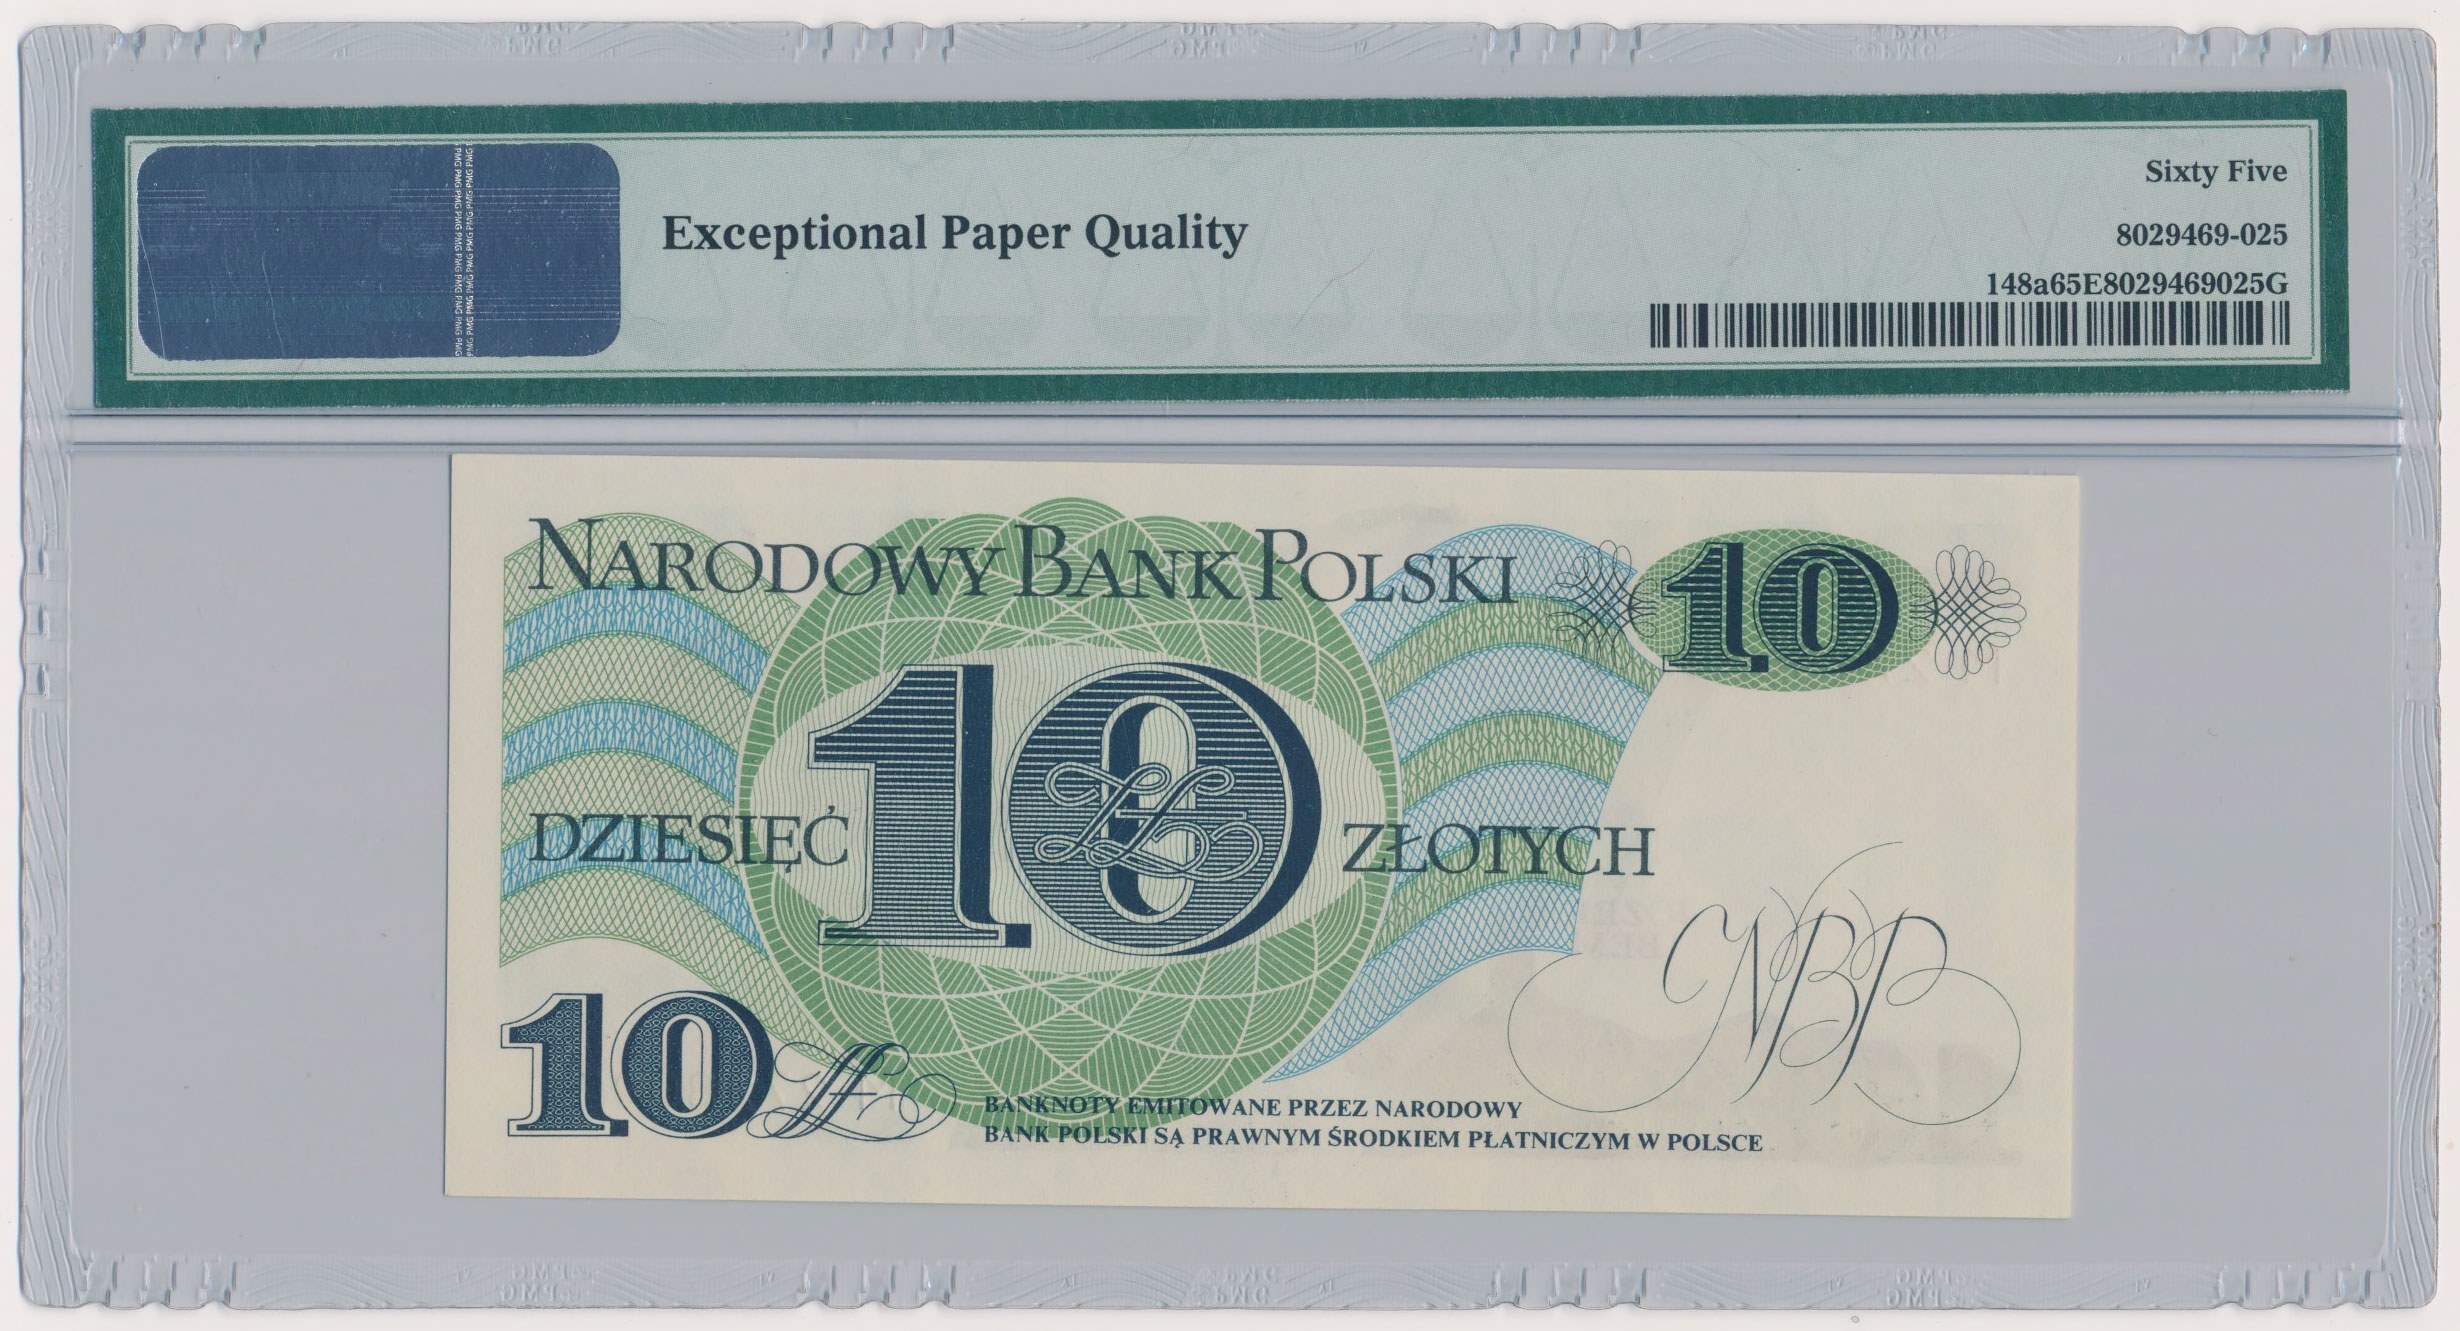 Exceptional Paper Quality
Sixty Five
8029469-025
148a65E8029469025G
NARODOWY BANK POLSKI
10
10
DZIESIĘĆ
ZŁOTYCH
NBP
10 zł
BANKNOTY EMITOWANE PRZEZ NARODOWY
BANK POLSKI SĄ PRAWNYM ŚRODKIEM PŁATNICZYM W POLSCE